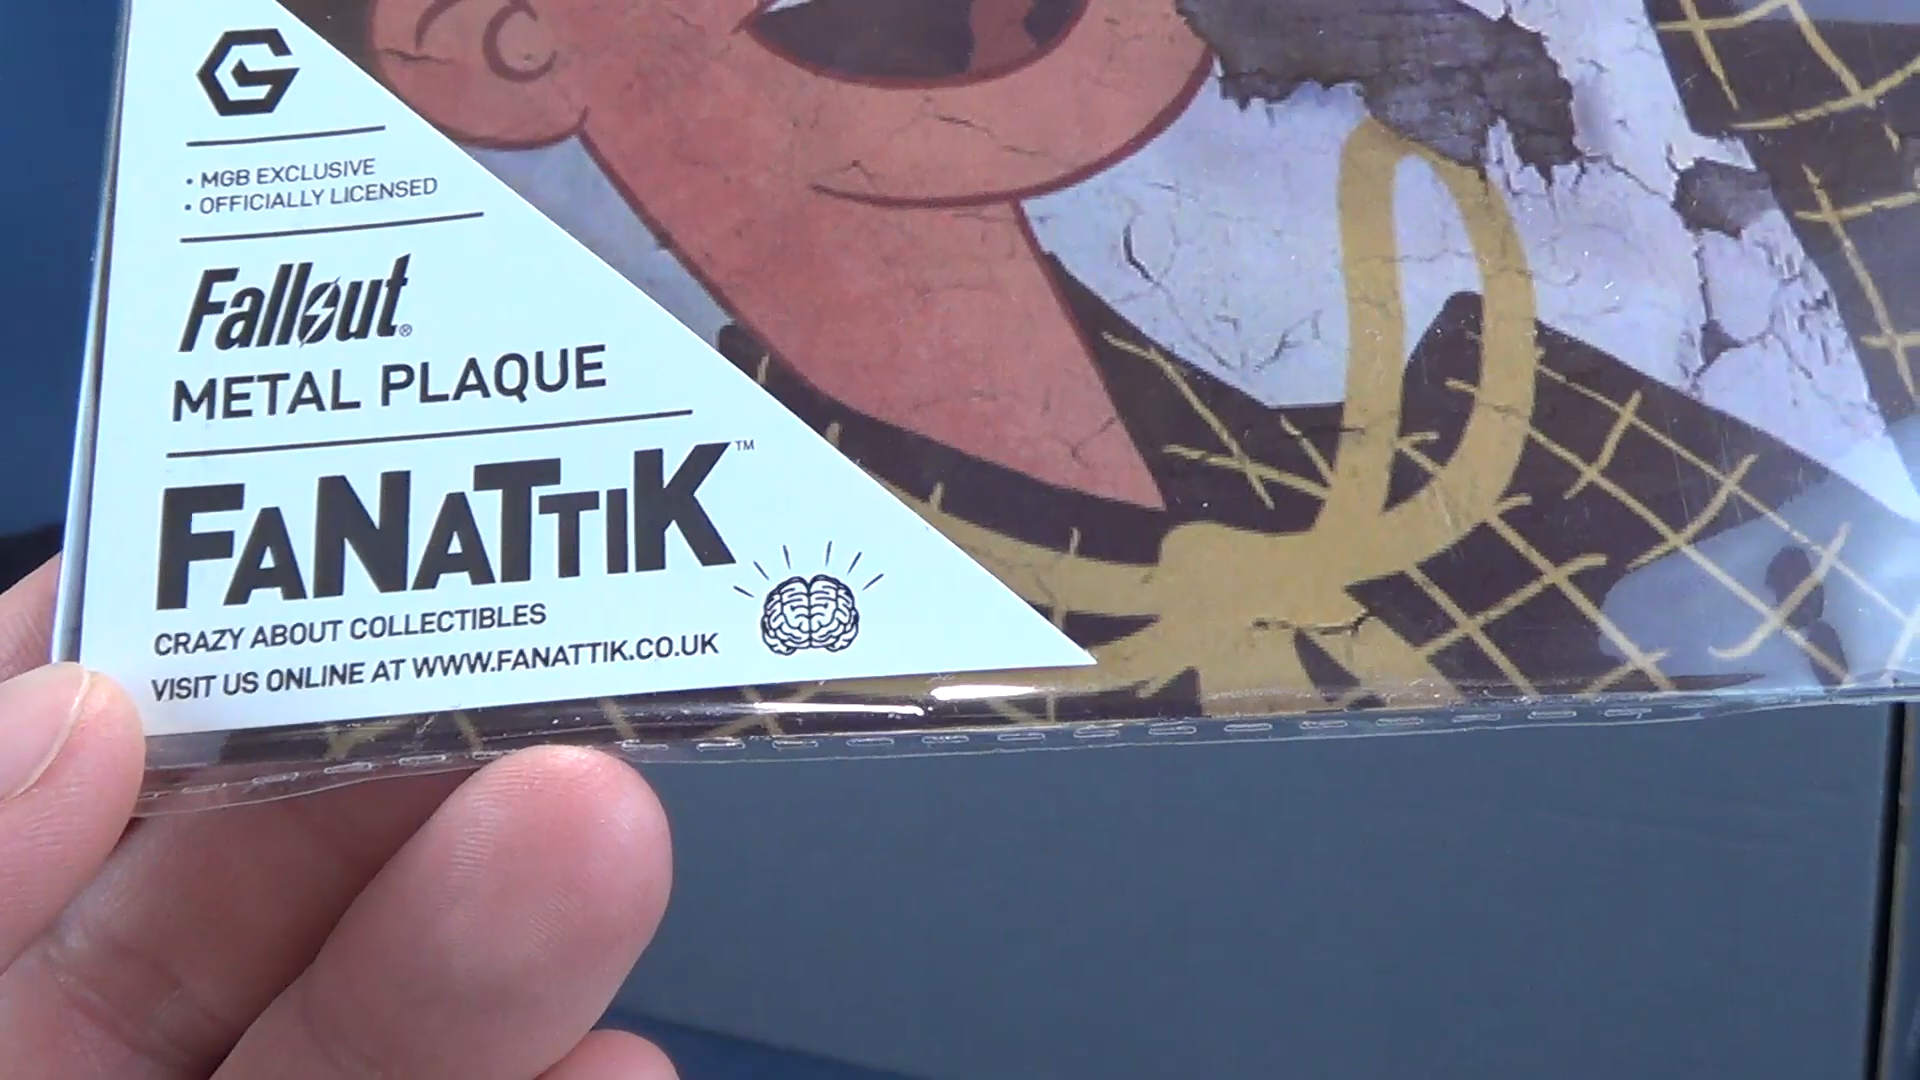 G
• MGB EXCLUSIVE
• OFFICIALLY LICENSED
Fallout®
METAL PLAQUE
FANATTIK™
CRAZY ABOUT COLLECTIBLES
VISIT US ONLINE AT WWW.FANATTIK.CO.UK